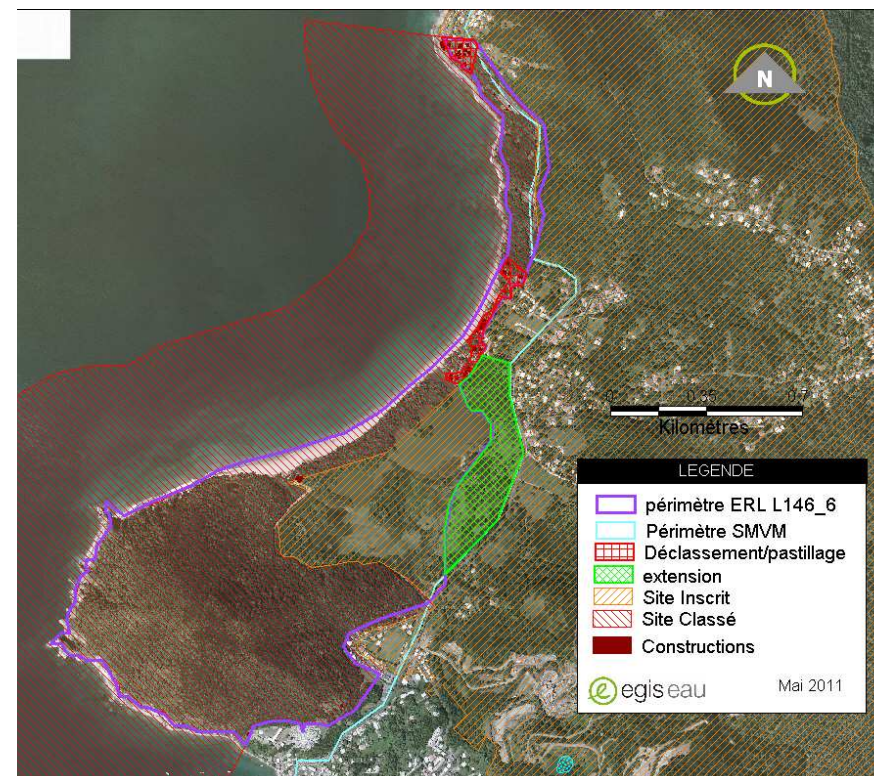 N
0 0.35 0.7
Kilomètres
LEGENDE
périmètre ERL L146_6
Périmètre SMVM
Déclassement/pastillage
extension
Site Inscrit
Site Classé
Constructions
e egis eau
Mai 2011